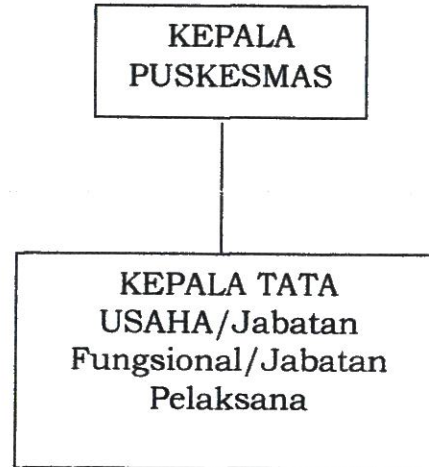 KEPALA
PUSKESMAS
KEPALA TATA
USAHA/Jabatan
Fungsional/Jabatan
Pelaksana